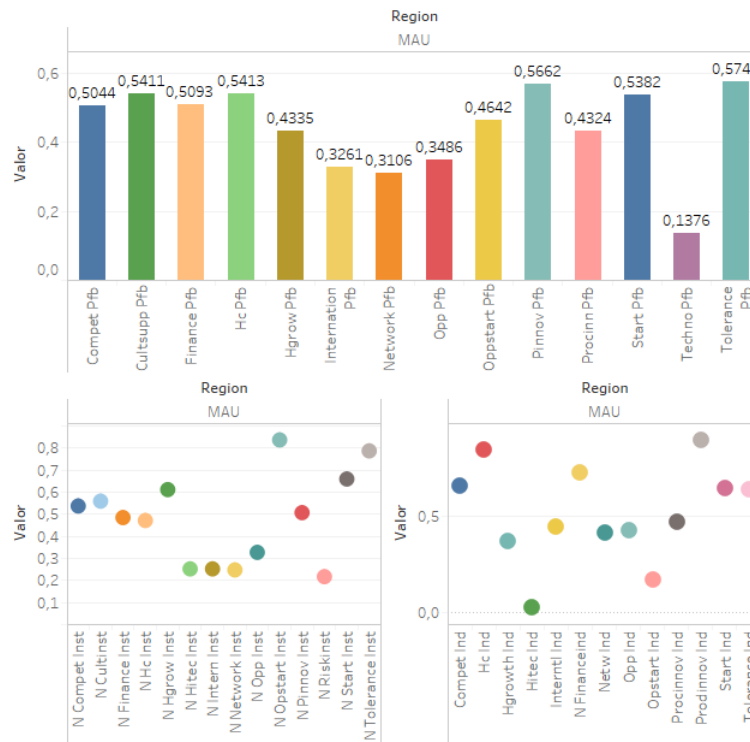 Region
MAU
Valor
0,6
0,4
0,2
0,0
0,5044
0,5411
0,5093
0,5413
0,4335
0,3261
0,3106
0,3486
0,4642
0,5662
0,4324
0,5382
0,1376
0,574
Compet Pfb
Cultsupp Pfb
Finance Pfb
Hc Pfb
Hgrow Pfb
Internation
Pfb
Network Pfb
Opp Pfb
Oppstart Pfb
Pinnov Pfb
Procinn Pfb
Start Pfb
Techno Pfb
Tolerance
Pfb
Region
MAU
Valor
0,8
0,7
0,6
0,5
0,4
0,3
0,2
0,1
N Compet Inst
N Cultinst
N Finance Inst
N Hc Inst
N Hgrow Inst
N Hitec Inst
N Intern Inst
N Network Inst
N Opp Inst
N Opstart Inst
N Pinnov Inst
N Riskinst
N Start Inst
N Tolerance Inst
Region
MAU
Valor
0,5
0,0
Compet Ind
Hc Ind
Hgrowth Ind
Hitec Ind
Interntl Ind
N Financeind
Netw Ind
Opp Ind
Opstart Ind
Procinnov Ind
Prodinnov Ind
Start Ind
Tolerance Ind